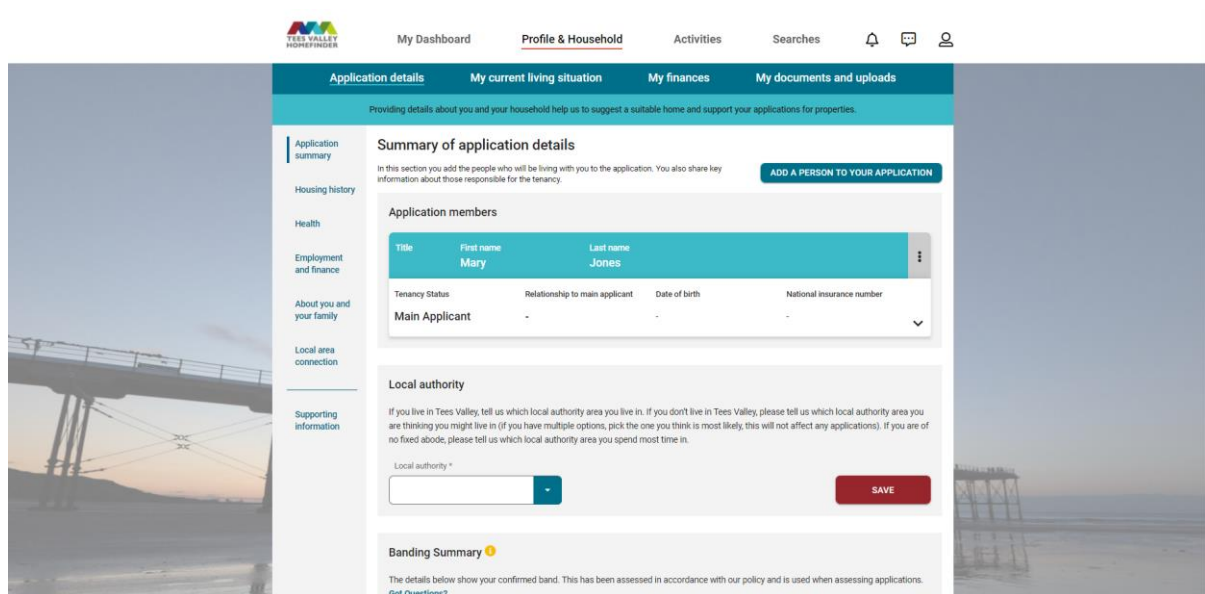 TEES VALLEY
HOMEFINDER
My Dashboard
Profile & Household
Activities
Searches
Application details
My current living situation
My finances
My documents and uploads
Providing details about you and your household help us to suggest a suitable home and support your applications for properties.
Application
summary
Housing history
Health
Employment
and finance
About you and
your family
Local area
connection
Supporting
information
Summary of application details
In this section you add the people who will be living with you to the application. You also share key
information about those responsible for the tenancy.
ADD A PERSON TO YOUR APPLICATION
Application members
Title
First name
Last name
Mary
Jones
Tenancy Status
Relationship to main applicant
Date of birth
National insurance number
Main Applicant
-
-
-
Local authority
If you live in Tees Valley, tell us which local authority area you live in. If you don't live in Tees Valley, please tell us which local authority area you
are thinking you might live in (if you have multiple options, pick the one you think is most likely, this will not affect any applications). If you are of
no fixed abode, please tell us which local authority area you spend most time in.
Local authority *
SAVE
Banding Summary
The details below show your confirmed band. This has been assessed in accordance with our policy and is used when assessing applications.
Got Questions?